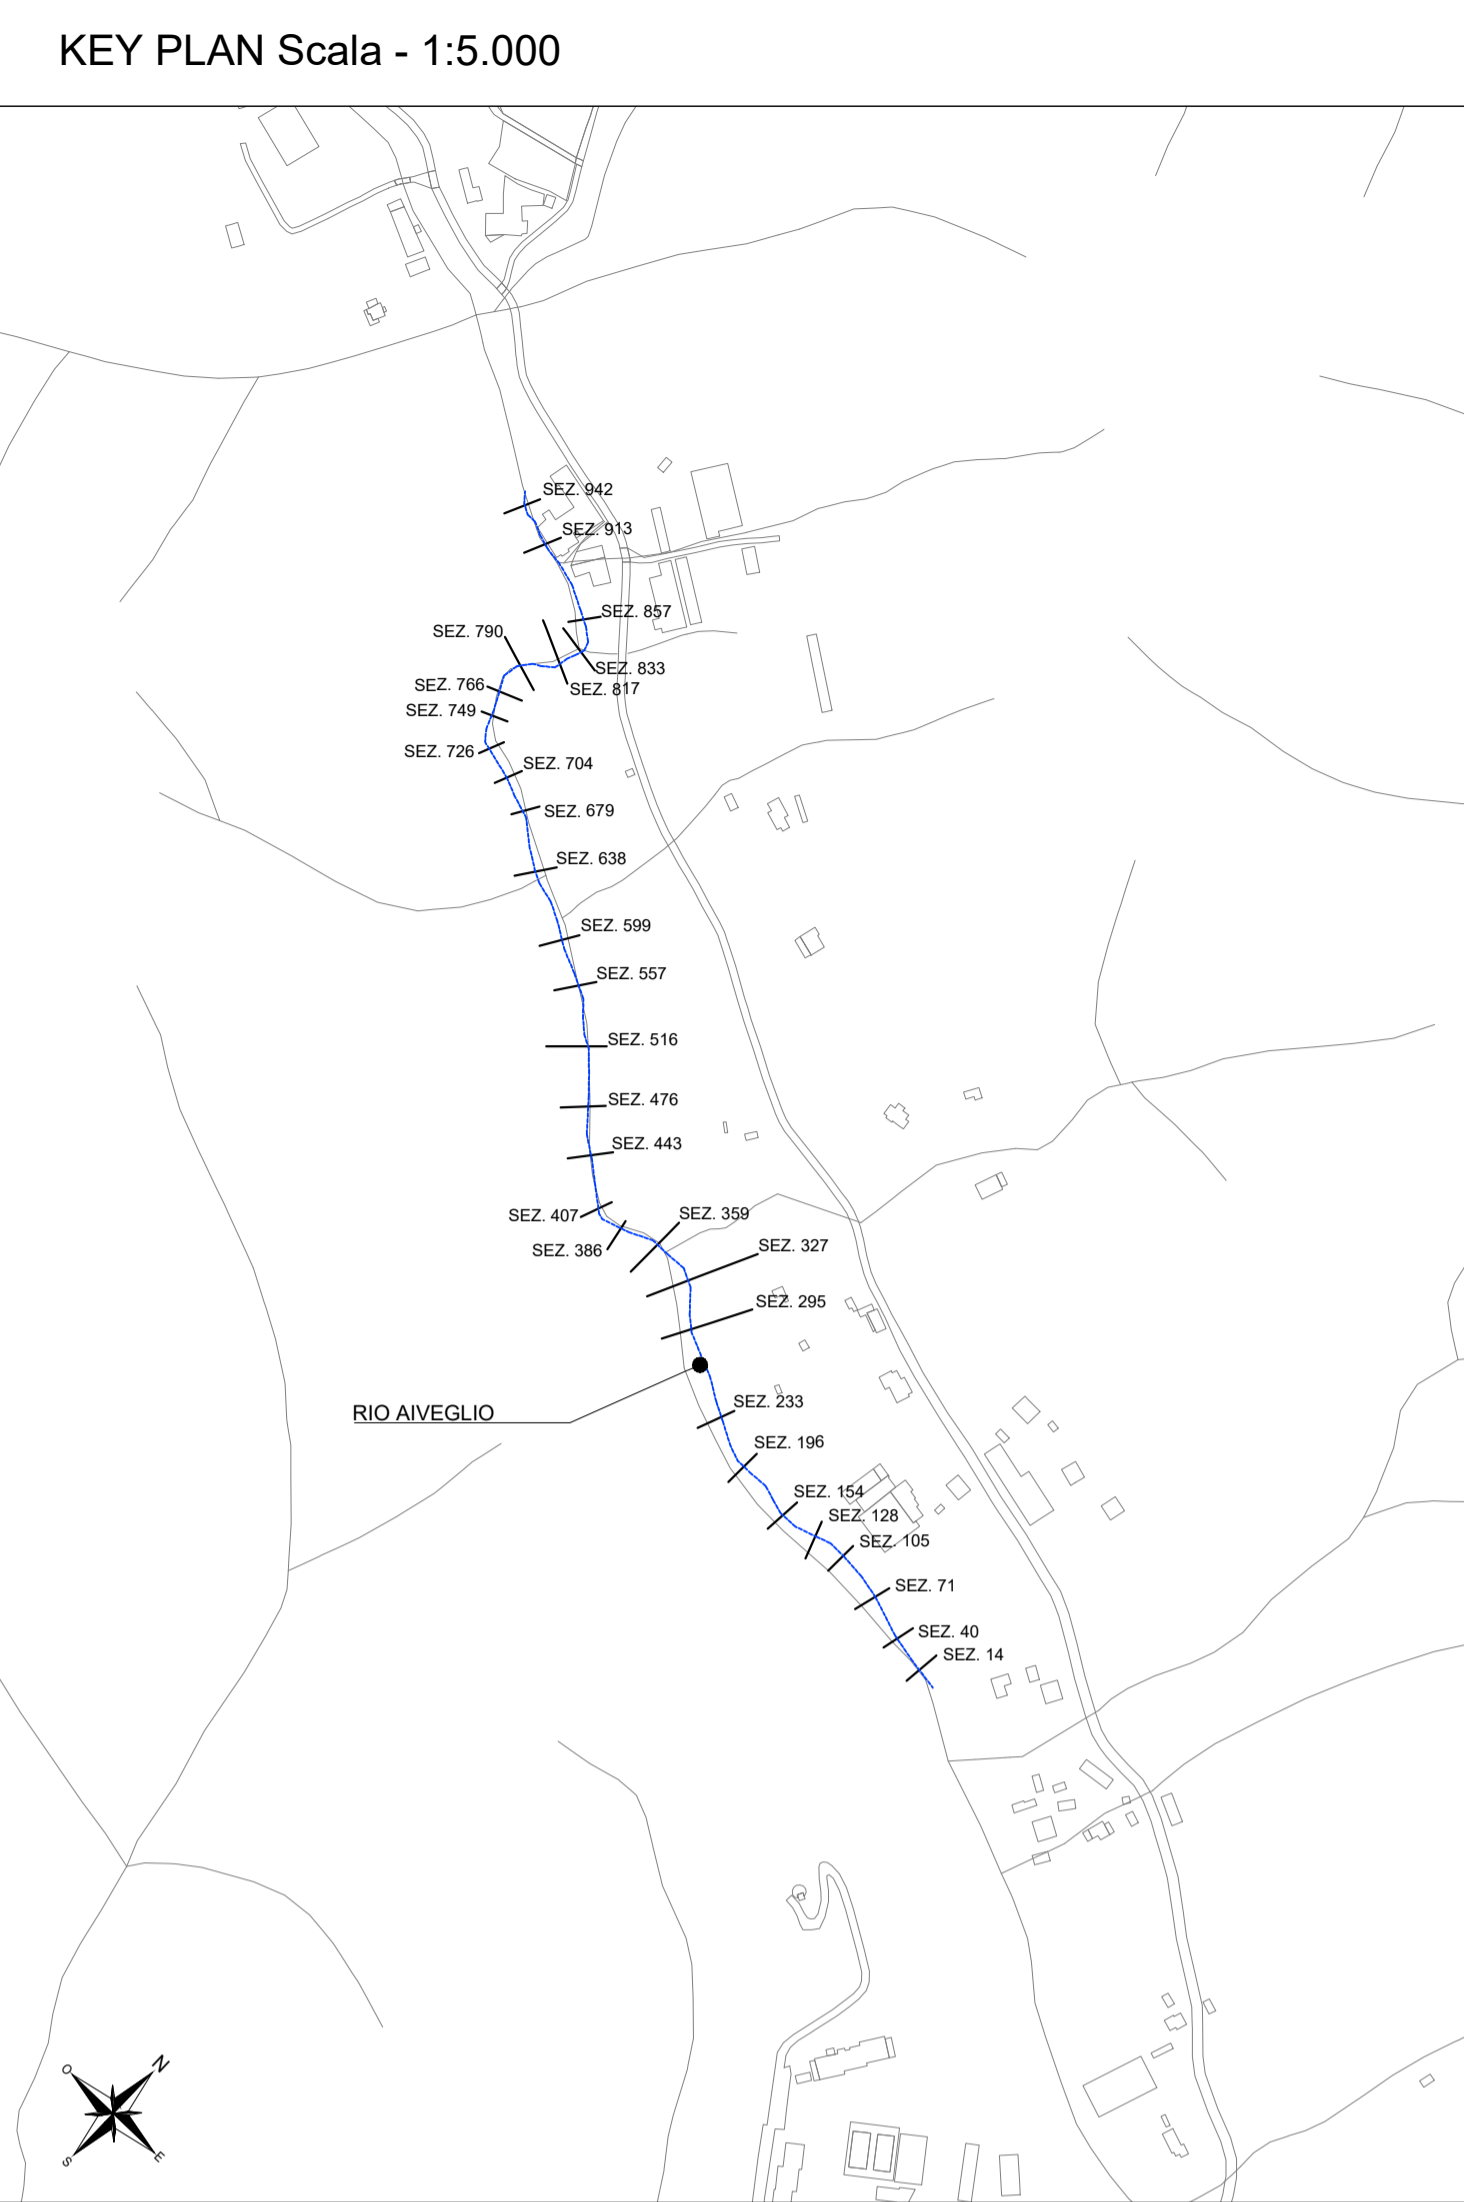 KEY PLAN Scala - 1:5.000
SEZ. 942
SEZ. 913
SEZ. 857
SEZ. 790
SEZ. 833
SEZ. 817
SEZ. 766
SEZ. 749
SEZ. 726
SEZ. 704
SEZ. 679
SEZ. 638
SEZ. 599
SEZ. 557
SEZ. 516
SEZ. 476
SEZ. 443
SEZ. 407
SEZ. 359
SEZ. 386
SEZ. 327
SEZ. 295
RIO AIVEGLIO
SEZ. 233
SEZ. 196
SEZ. 154
SEZ. 128
SEZ. 105
SEZ. 71
SEZ. 40
SEZ. 14
O
N
S
E